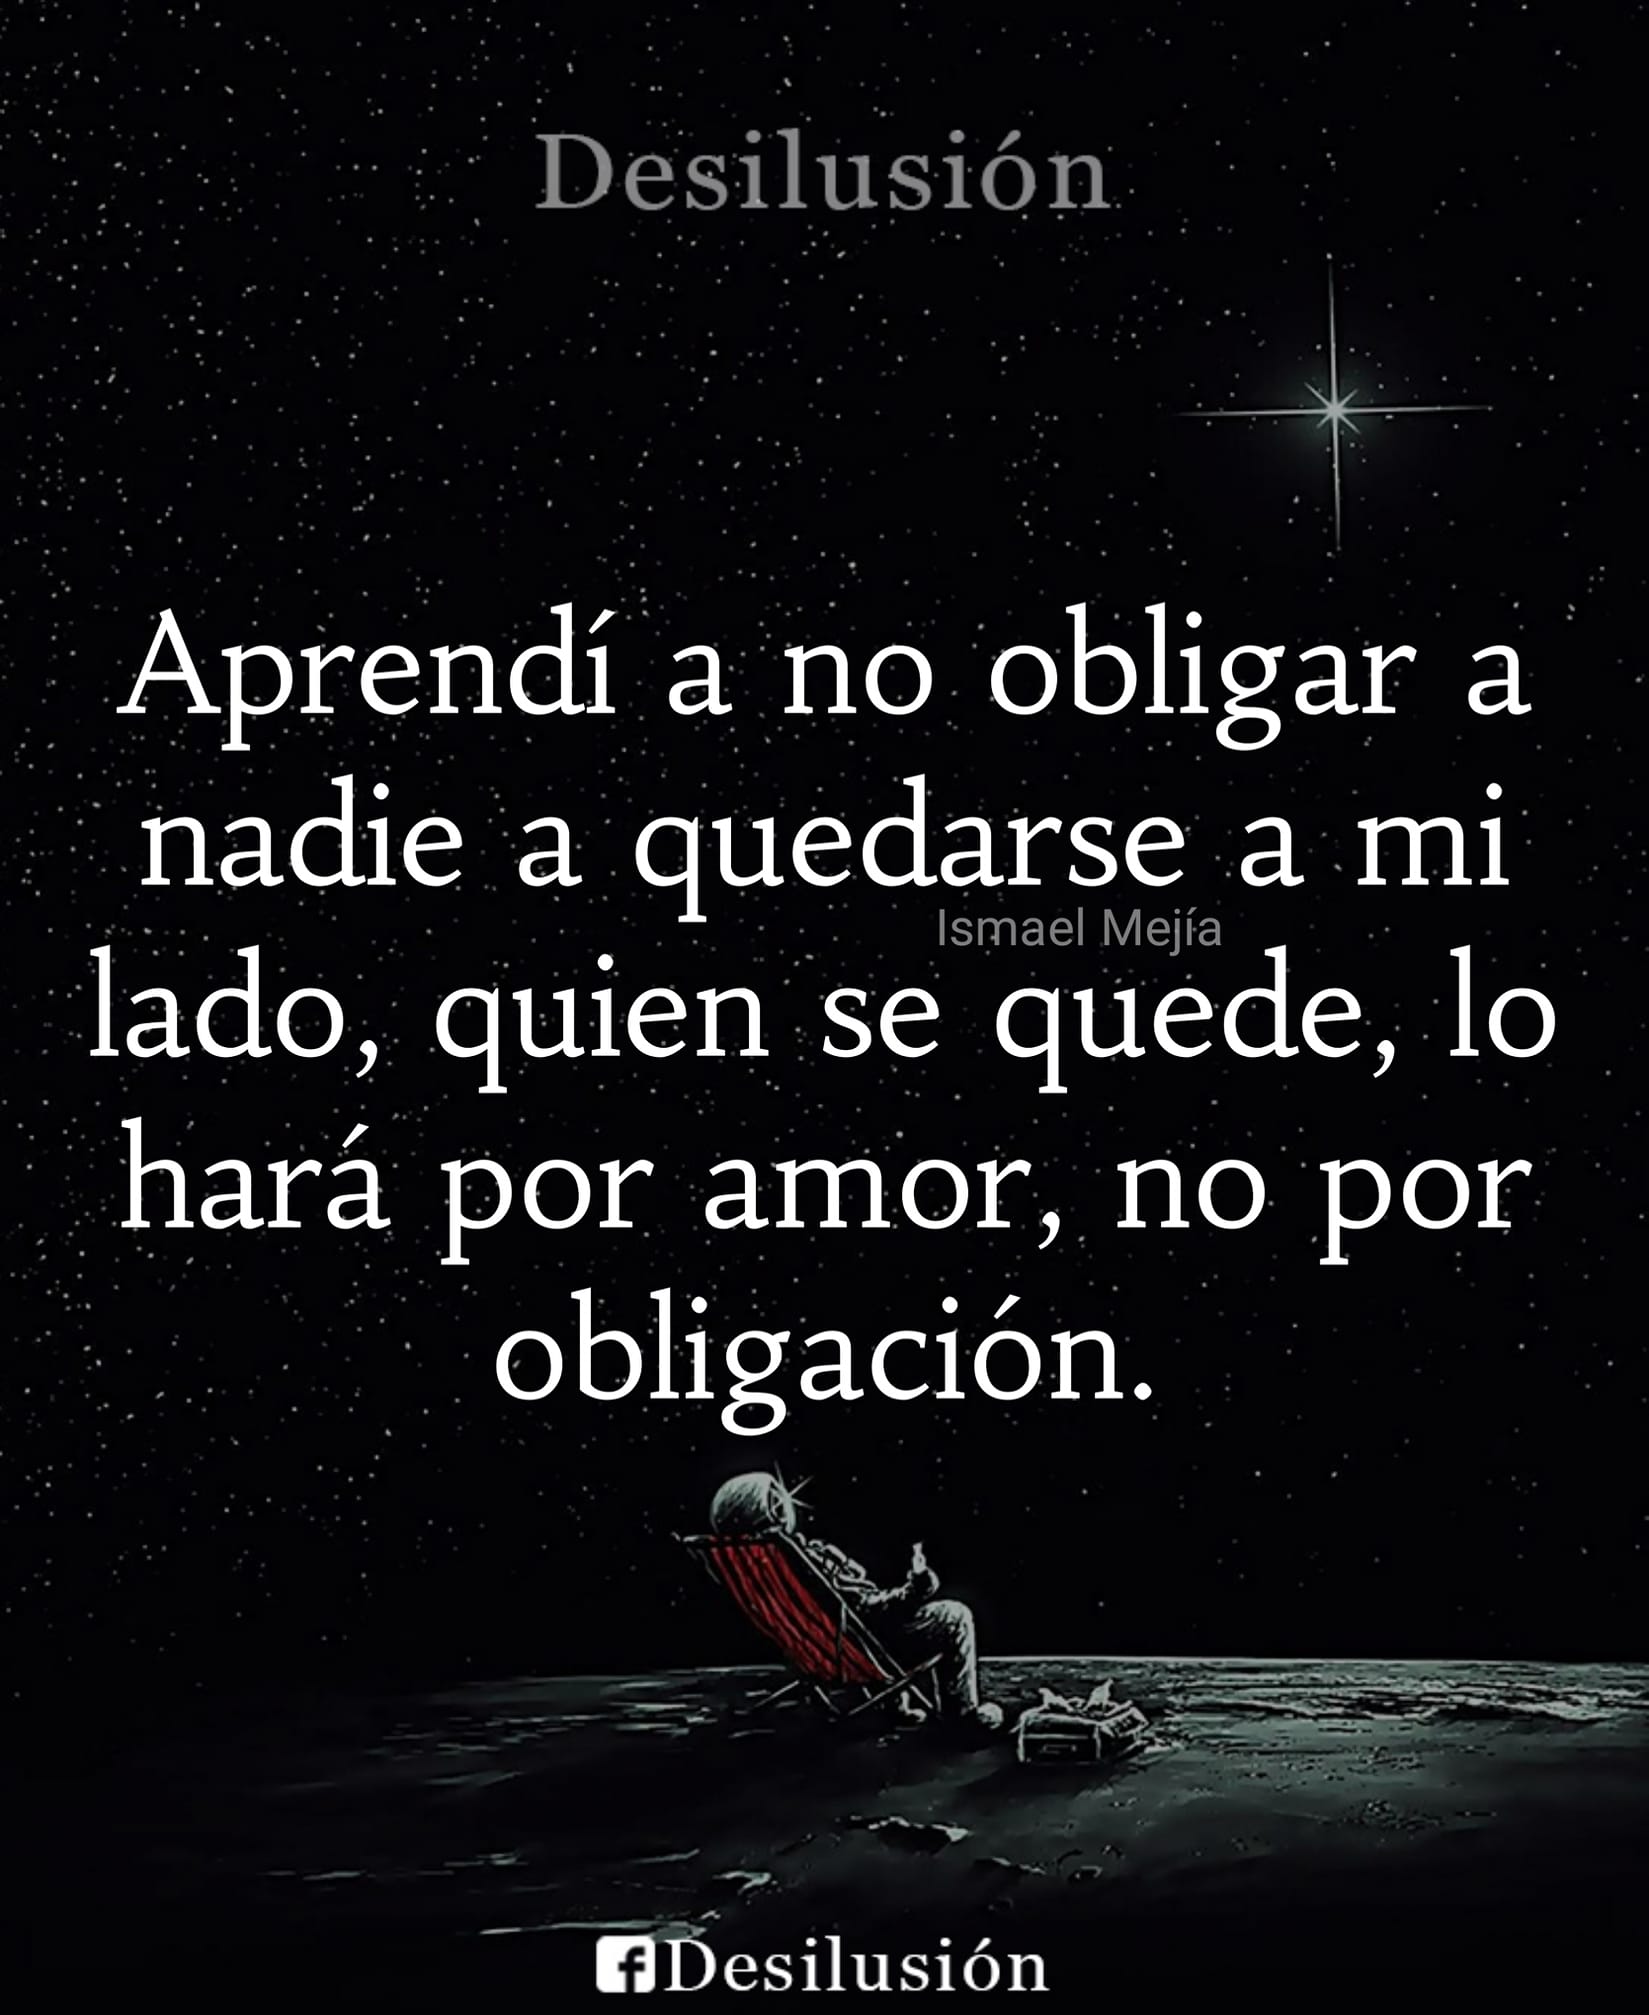 Desilusión
Aprendí a no obligar a
nadie a quedarse a mi
Ismael Mejía
lado, quien se quede, lo
hará por amor, no por
obligación.
Desilusión